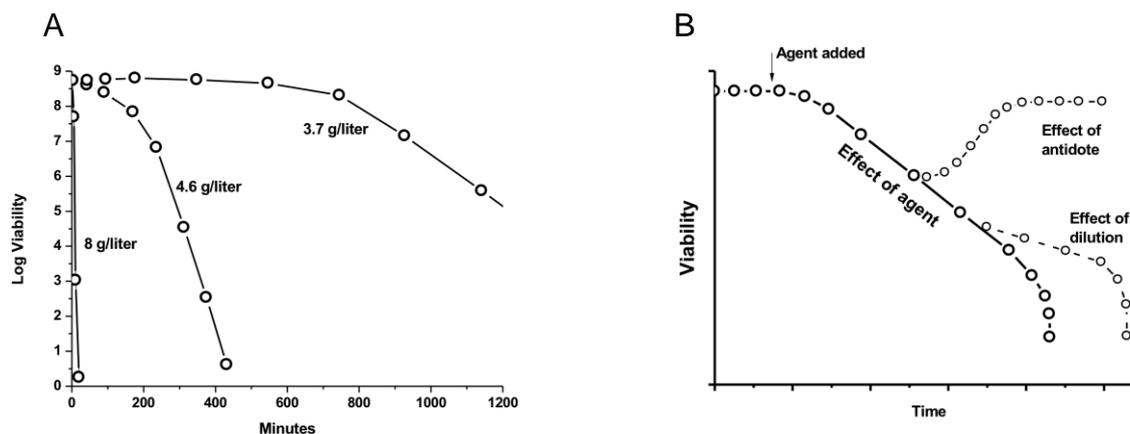 A
9
8
7
6
5
4
3
2
1
0
Log Viability
3.7 g/liter
4.6 g/liter
8 g/liter
0 200 400 600 800 1000 1200
Minutes
B
Agent added
Effect of
antidote
Effect of agent
Effect of
dilution
Viability
Time